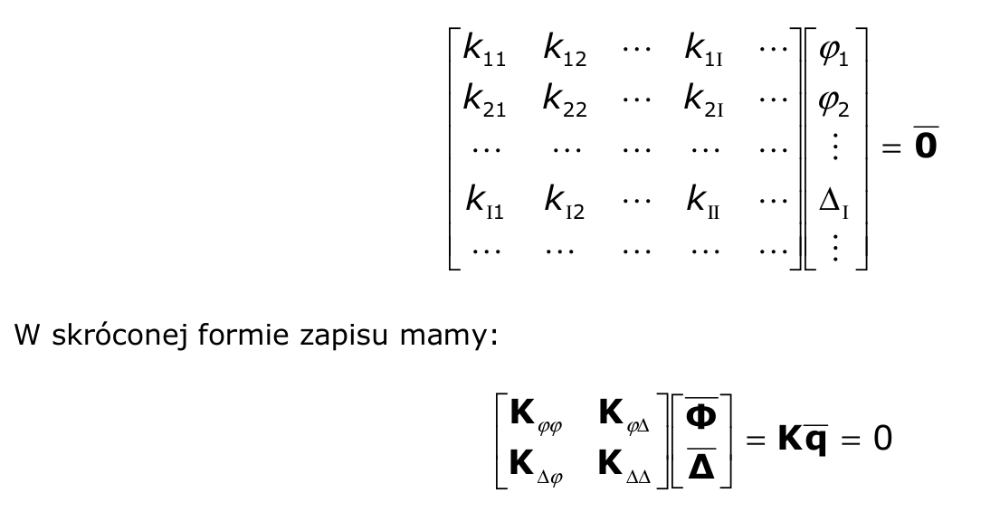 k₁₁ k₁₂ ⋯ k₁I ⋯ φ₁
k₂₁ k₂₂ ⋯ k₂I ⋯ φ₂
⋯ ⋯ ⋯ ⋯ ⋯ ⋮ = 0̅
kI₁ kI₂ ⋯ kII ⋯ ΔI
⋯ ⋯ ⋯ ⋯ ⋯ ⋮
W skróconej formie zapisu mamy:
Kφφ KφΔ Φ̅
= Kq̅ = 0
KΔφ KΔΔ Δ̅